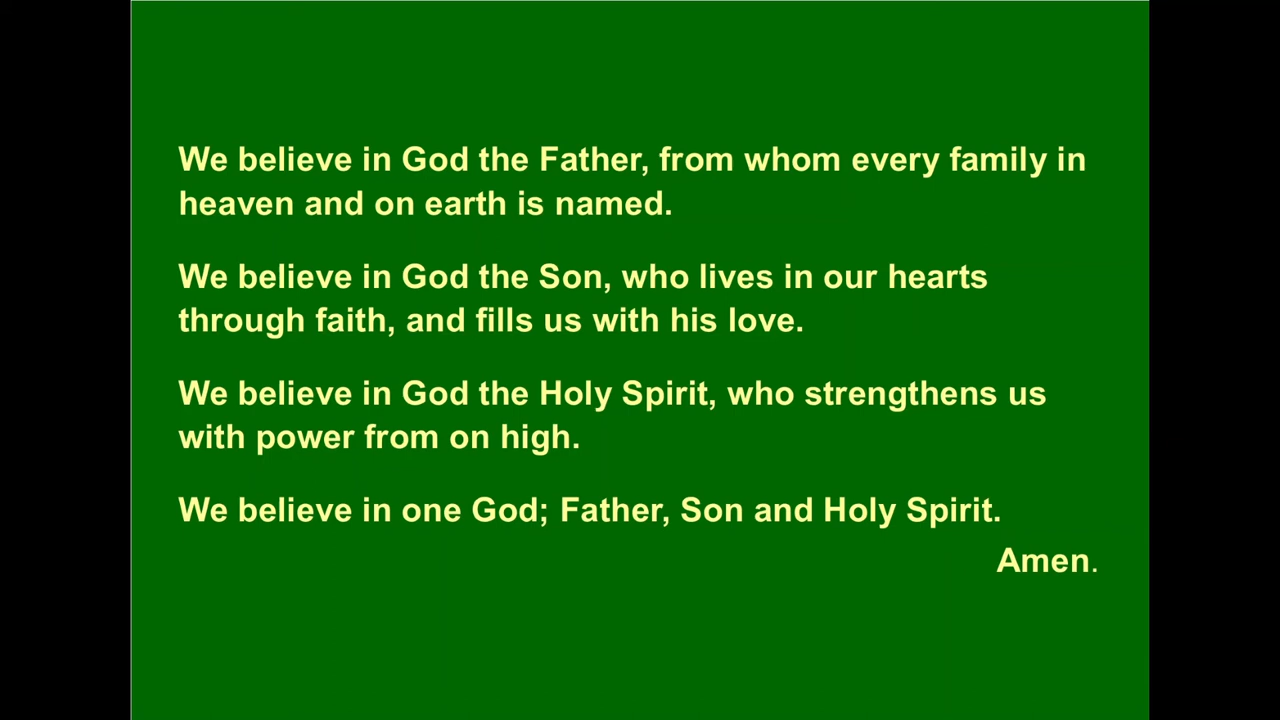 We believe in God the Father, from whom every family in
heaven and on earth is named.
We believe in God the Son, who lives in our hearts
through faith, and fills us with his love.
We believe in God the Holy Spirit, who strengthens us
with power from on high.
We believe in one God; Father, Son and Holy Spirit.
Amen.